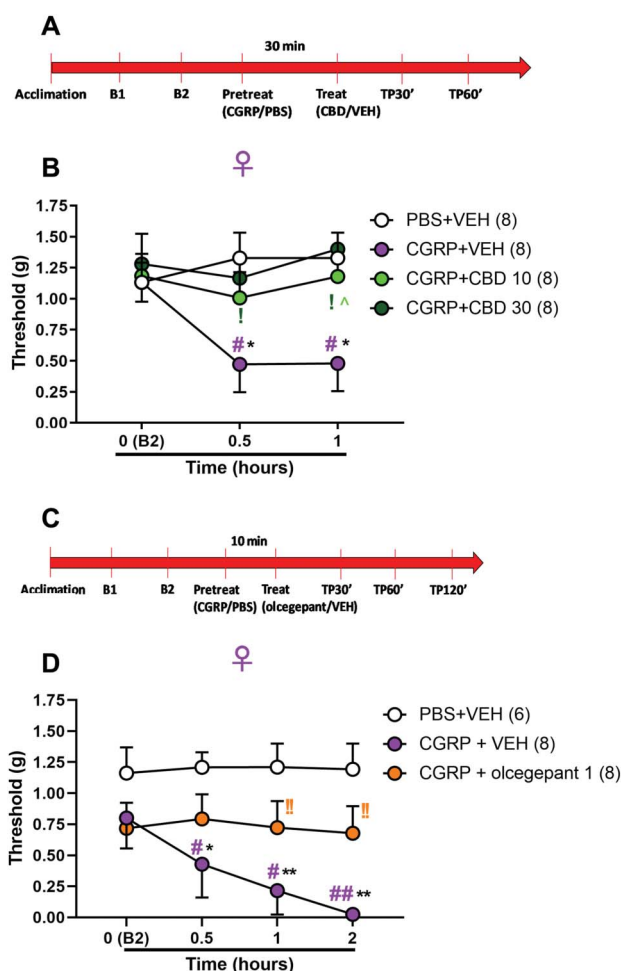 A
30 min
Acclimation B1 B2 Pretreat (CGRP/PBS) Treat (CBD/VEH) TP30' TP60'
B
♀
Threshold (g)
1.75
1.50
1.25
1.00
0.75
0.50
0.25
0.00
! 
! ^
# *
# *
0 (B2) 0.5 1
Time (hours)
PBS+VEH (8)
CGRP+VEH (8)
CGRP+CBD 10 (8)
CGRP+CBD 30 (8)
C
10 min
Acclimation B1 B2 Pretreat (CGRP/PBS) Treat (olcegepant/VEH) TP30' TP60' TP120'
D
♀
Threshold (g)
1.75
1.50
1.25
1.00
0.75
0.50
0.25
0.00
!!
!!
# *
# **
## **
0 (B2) 0.5 1 2
Time (hours)
PBS+VEH (6)
CGRP + VEH (8)
CGRP + olcegepant 1 (8)